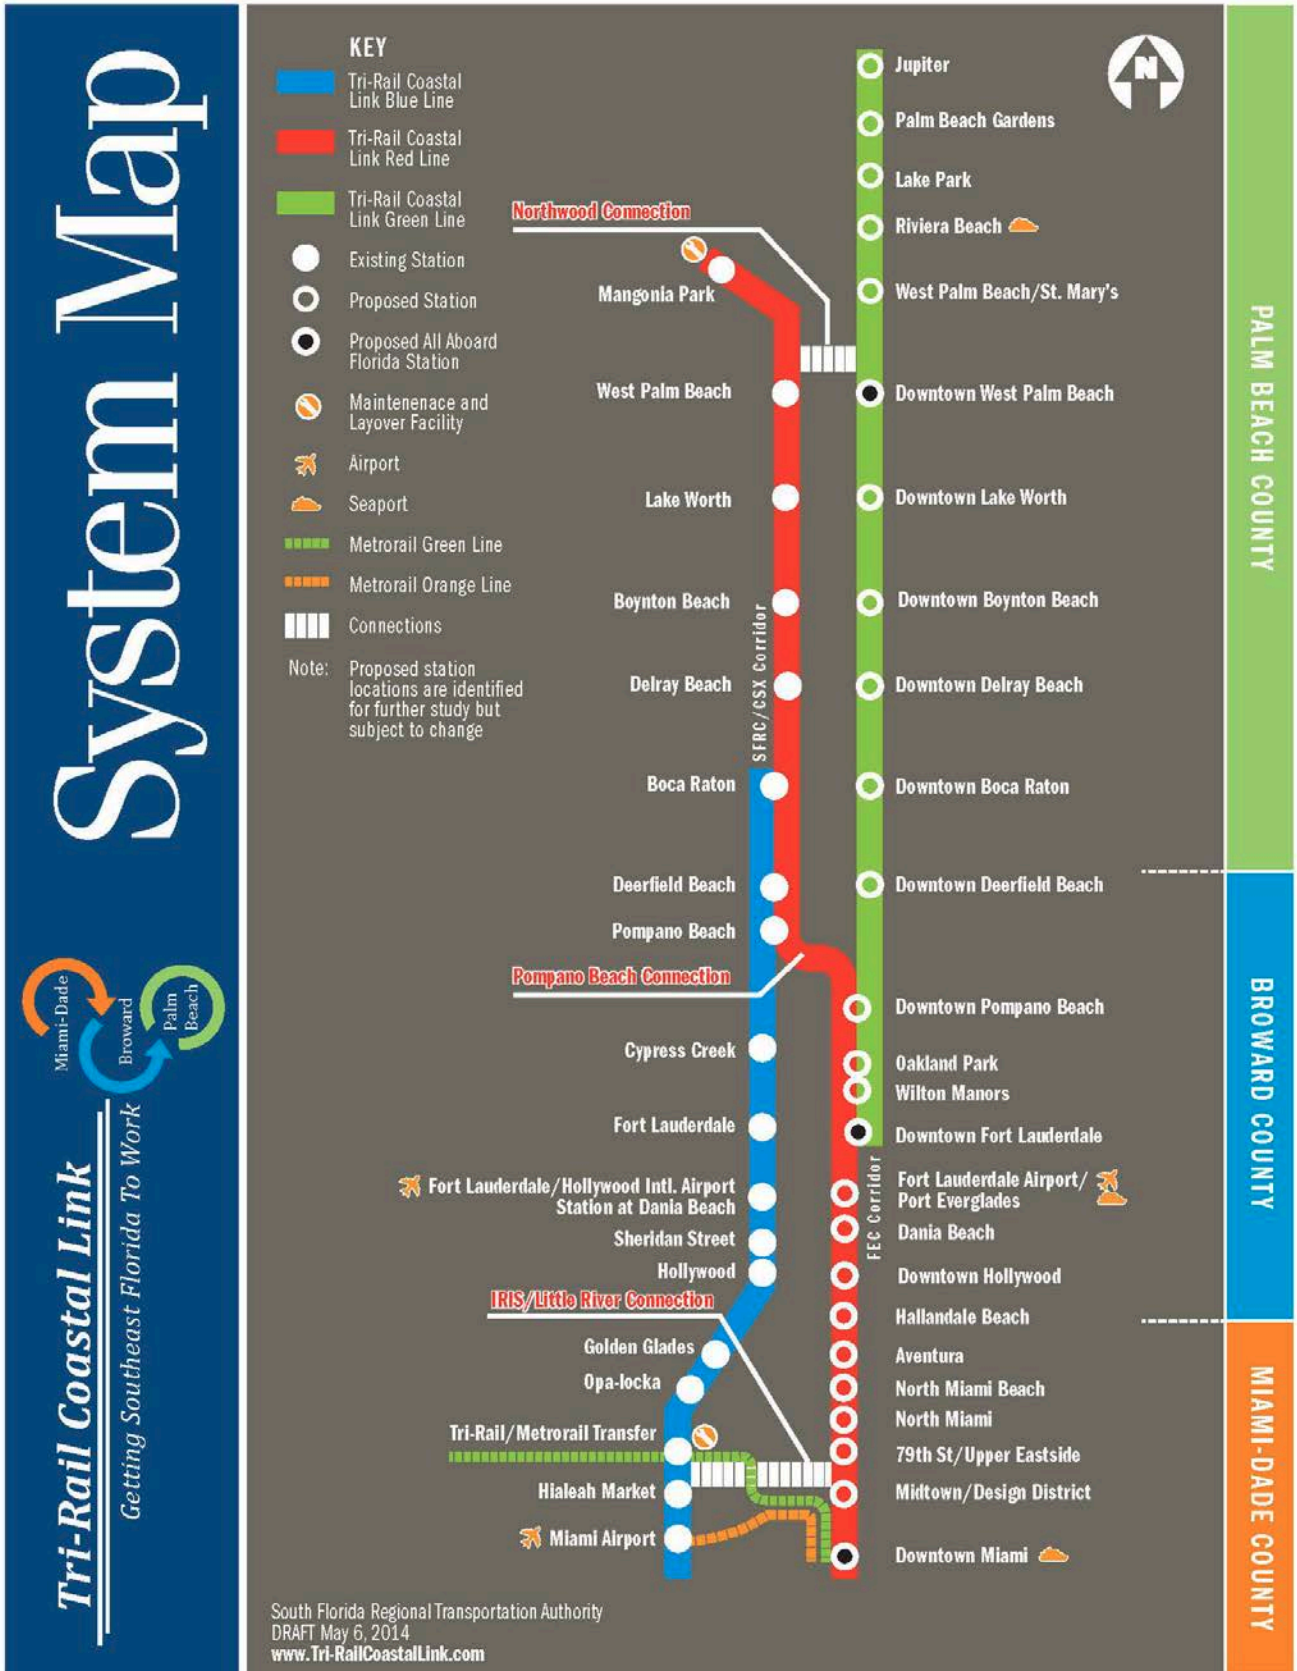 System Map
Miami-Dade
Broward
Palm
Beach
Tri-Rail Coastal Link
Getting Southeast Florida To Work
KEY
Tri-Rail Coastal
Link Blue Line
Tri-Rail Coastal
Link Red Line
Tri-Rail Coastal
Link Green Line
Existing Station
Proposed Station
Proposed All Aboard
Florida Station
Maintenenace and
Layover Facility
Airport
Seaport
Metrorail Green Line
Metrorail Orange Line
Connections
Note:
Proposed station
locations are identified
for further study but
subject to change
N
Northwood Connection
Mangonia Park
West Palm Beach
Lake Worth
Boynton Beach
SFRC/CSX Corridor
Delray Beach
Boca Raton
Deerfield Beach
Pompano Beach
Pompano Beach Connection
Cypress Creek
Fort Lauderdale
Fort Lauderdale/Hollywood Intl. Airport
Station at Dania Beach
Sheridan Street
Hollywood
IRIS/Little River Connection
Golden Glades
Opa-locka
Tri-Rail/Metrorail Transfer
Hialeah Market
Miami Airport
Jupiter
Palm Beach Gardens
Lake Park
Riviera Beach
West Palm Beach/St. Mary's
Downtown West Palm Beach
Downtown Lake Worth
Downtown Boynton Beach
Downtown Delray Beach
Downtown Boca Raton
Downtown Deerfield Beach
Downtown Pompano Beach
Oakland Park
Wilton Manors
Downtown Fort Lauderdale
FEC Corridor
Fort Lauderdale Airport/
Port Everglades
Dania Beach
Downtown Hollywood
Hallandale Beach
Aventura
North Miami Beach
North Miami
79th St/Upper Eastside
Midtown/Design District
Downtown Miami
PALM BEACH COUNTY
BROWARD COUNTY
MIAMI-DADE COUNTY
South Florida Regional Transportation Authority
DRAFT May 6, 2014
www.Tri-RailCoastalLink.com